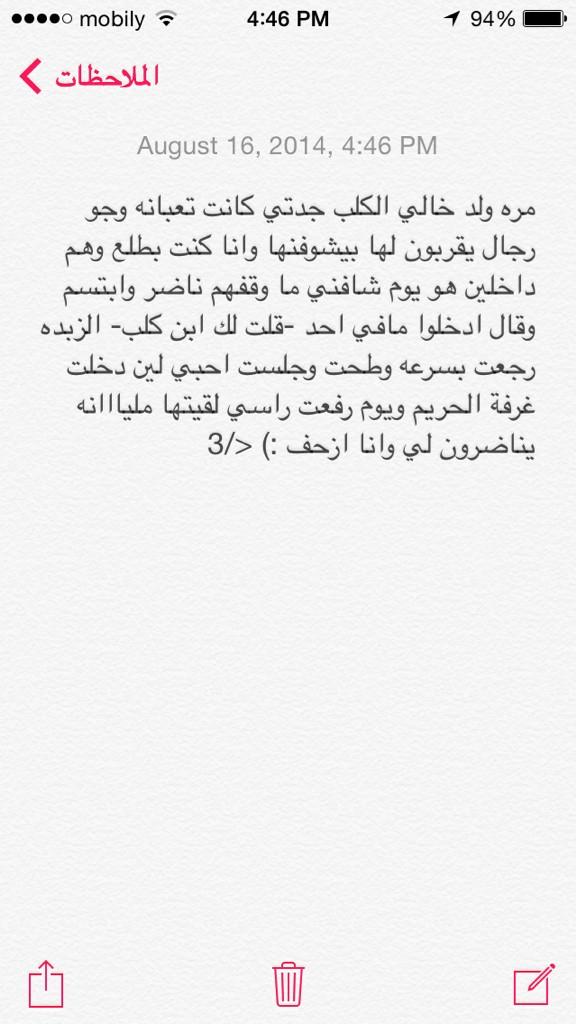 mobily 4:46 PM 94%
الملاحظات
August 16, 2014, 4:46 PM
مره ولد خالي الكلب جدتي كانت تعبانه وجو
رجال يقربون لها بيشوفنها وانا كنت بطلع وهم
داخلين هو يوم شافني ما وقفهم ناضر وابتسم
وقال ادخلوا مافي احد -قلت لك ابن كلب- الزبده
رجعت بسرعه وطحت وجلست احبي لين دخلت
غرفة الحريم ويوم رفعت راسي لقيتها مليااانه
يناضرون لي وانا ازحف :) </3